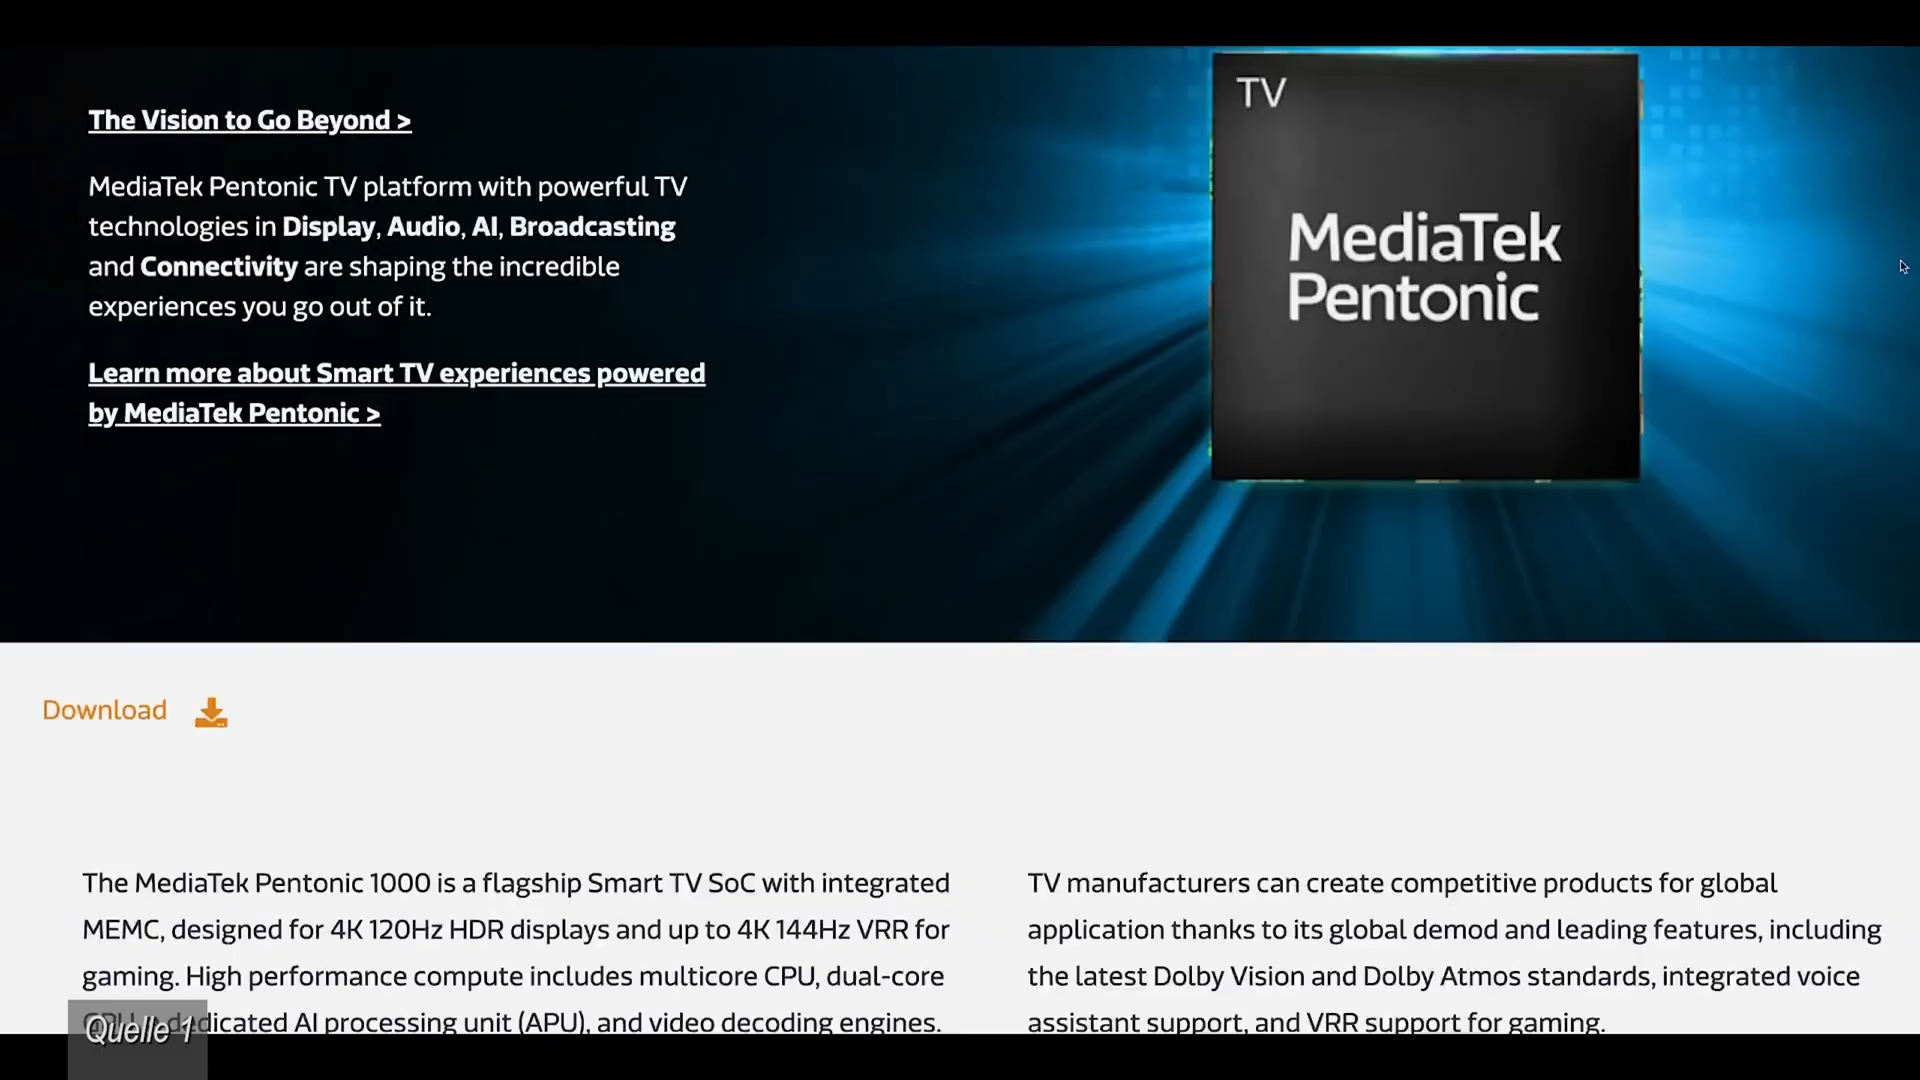 The Vision to Go Beyond >
MediaTek Pentonic TV platform with powerful TV
technologies in Display, Audio, AI, Broadcasting
and Connectivity are shaping the incredible
experiences you go out of it.
Learn more about Smart TV experiences powered
by MediaTek Pentonic >
TV
MediaTek
Pentonic
Download
The MediaTek Pentonic 1000 is a flagship Smart TV SoC with integrated
MEMC, designed for 4K 120Hz HDR displays and up to 4K 144Hz VRR for
gaming. High performance compute includes multicore CPU, dual-core
dedicated AI processing unit (APU), and video decoding engines.
TV manufacturers can create competitive products for global
application thanks to its global demod and leading features, including
the latest Dolby Vision and Dolby Atmos standards, integrated voice
assistant support, and VRR support for gaming.
Quelle 1